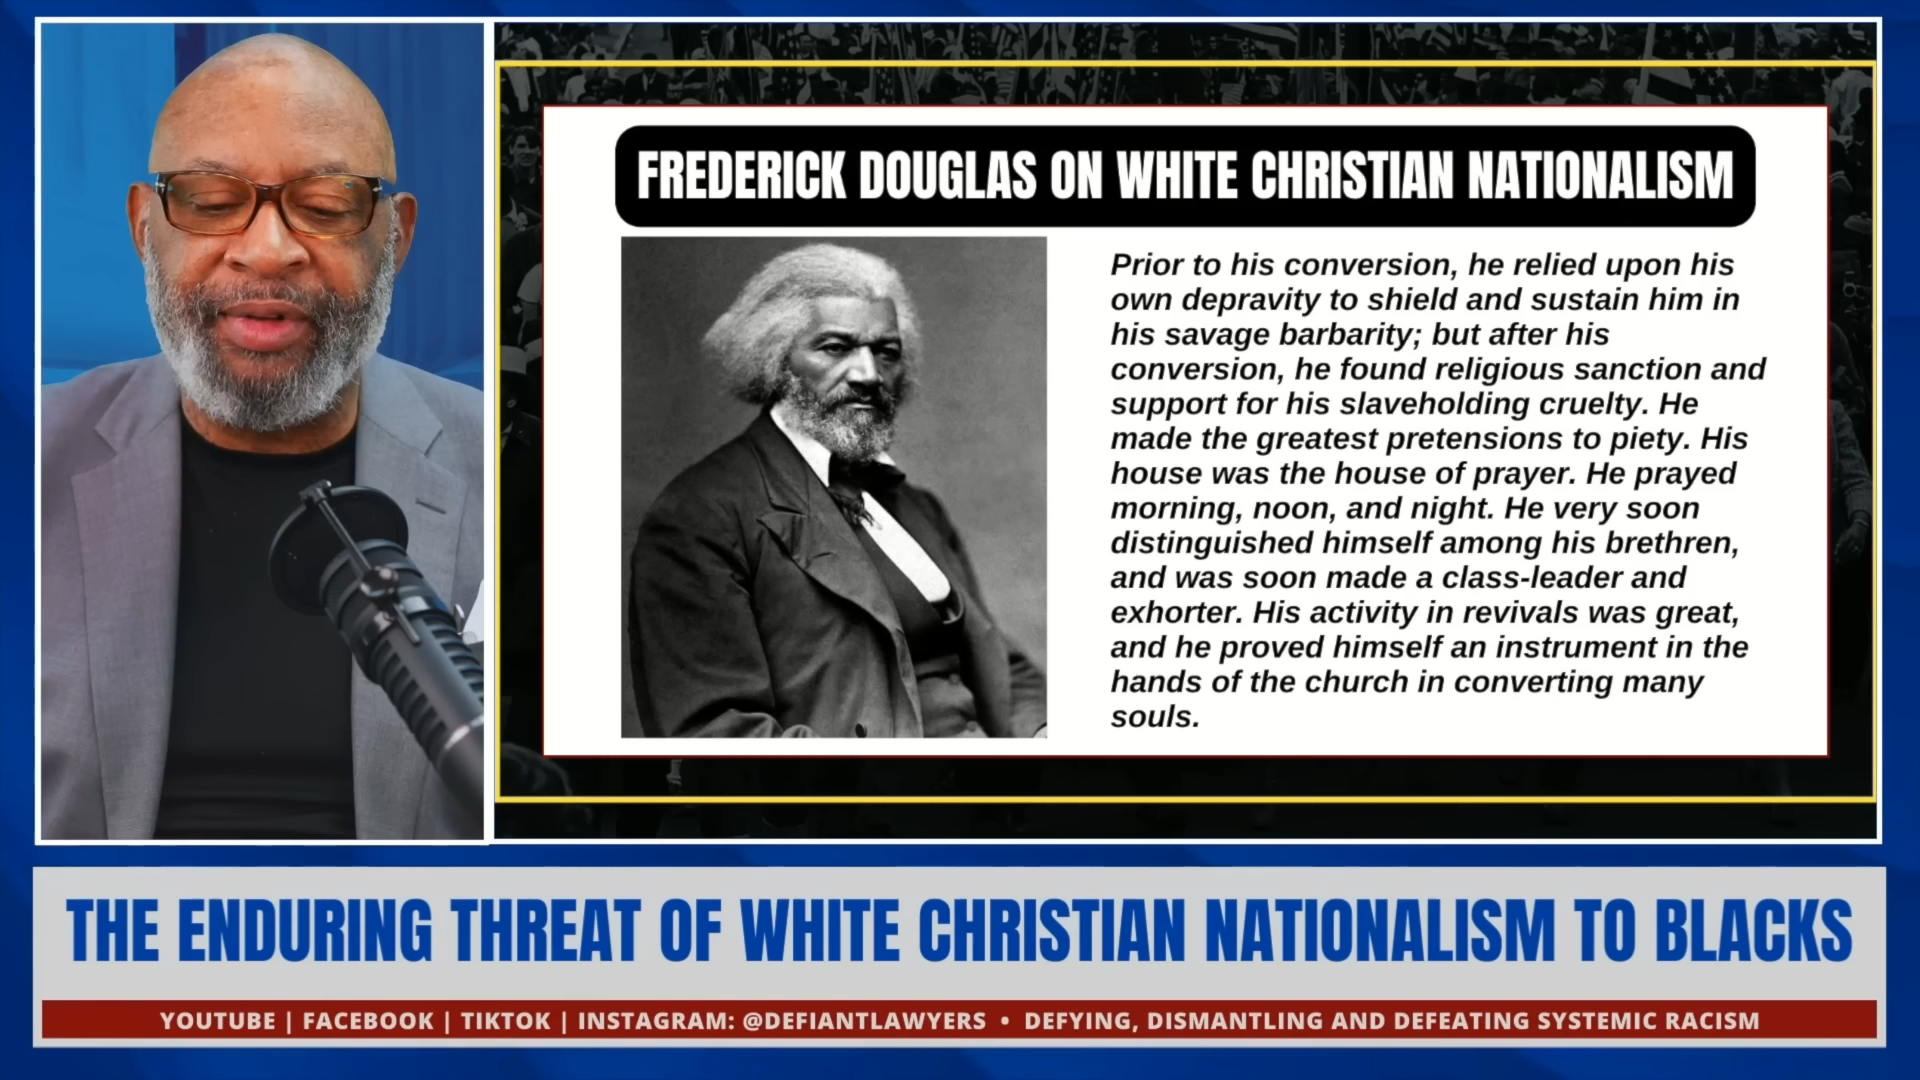 FREDERICK DOUGLAS ON WHITE CHRISTIAN NATIONALISM
Prior to his conversion, he relied upon his
own depravity to shield and sustain him in
his savage barbarity; but after his
conversion, he found religious sanction and
support for his slaveholding cruelty. He
made the greatest pretensions to piety. His
house was the house of prayer. He prayed
morning, noon, and night. He very soon
distinguished himself among his brethren,
and was soon made a class-leader and
exhorter. His activity in revivals was great,
and he proved himself an instrument in the
hands of the church in converting many
souls.
THE ENDURING THREAT OF WHITE CHRISTIAN NATIONALISM TO BLACKS
YOUTUBE | FACEBOOK | TIKTOK | INSTAGRAM: @DEFIANTLAWYERS • DEFYING, DISMANTLING AND DEFEATING SYSTEMIC RACISM